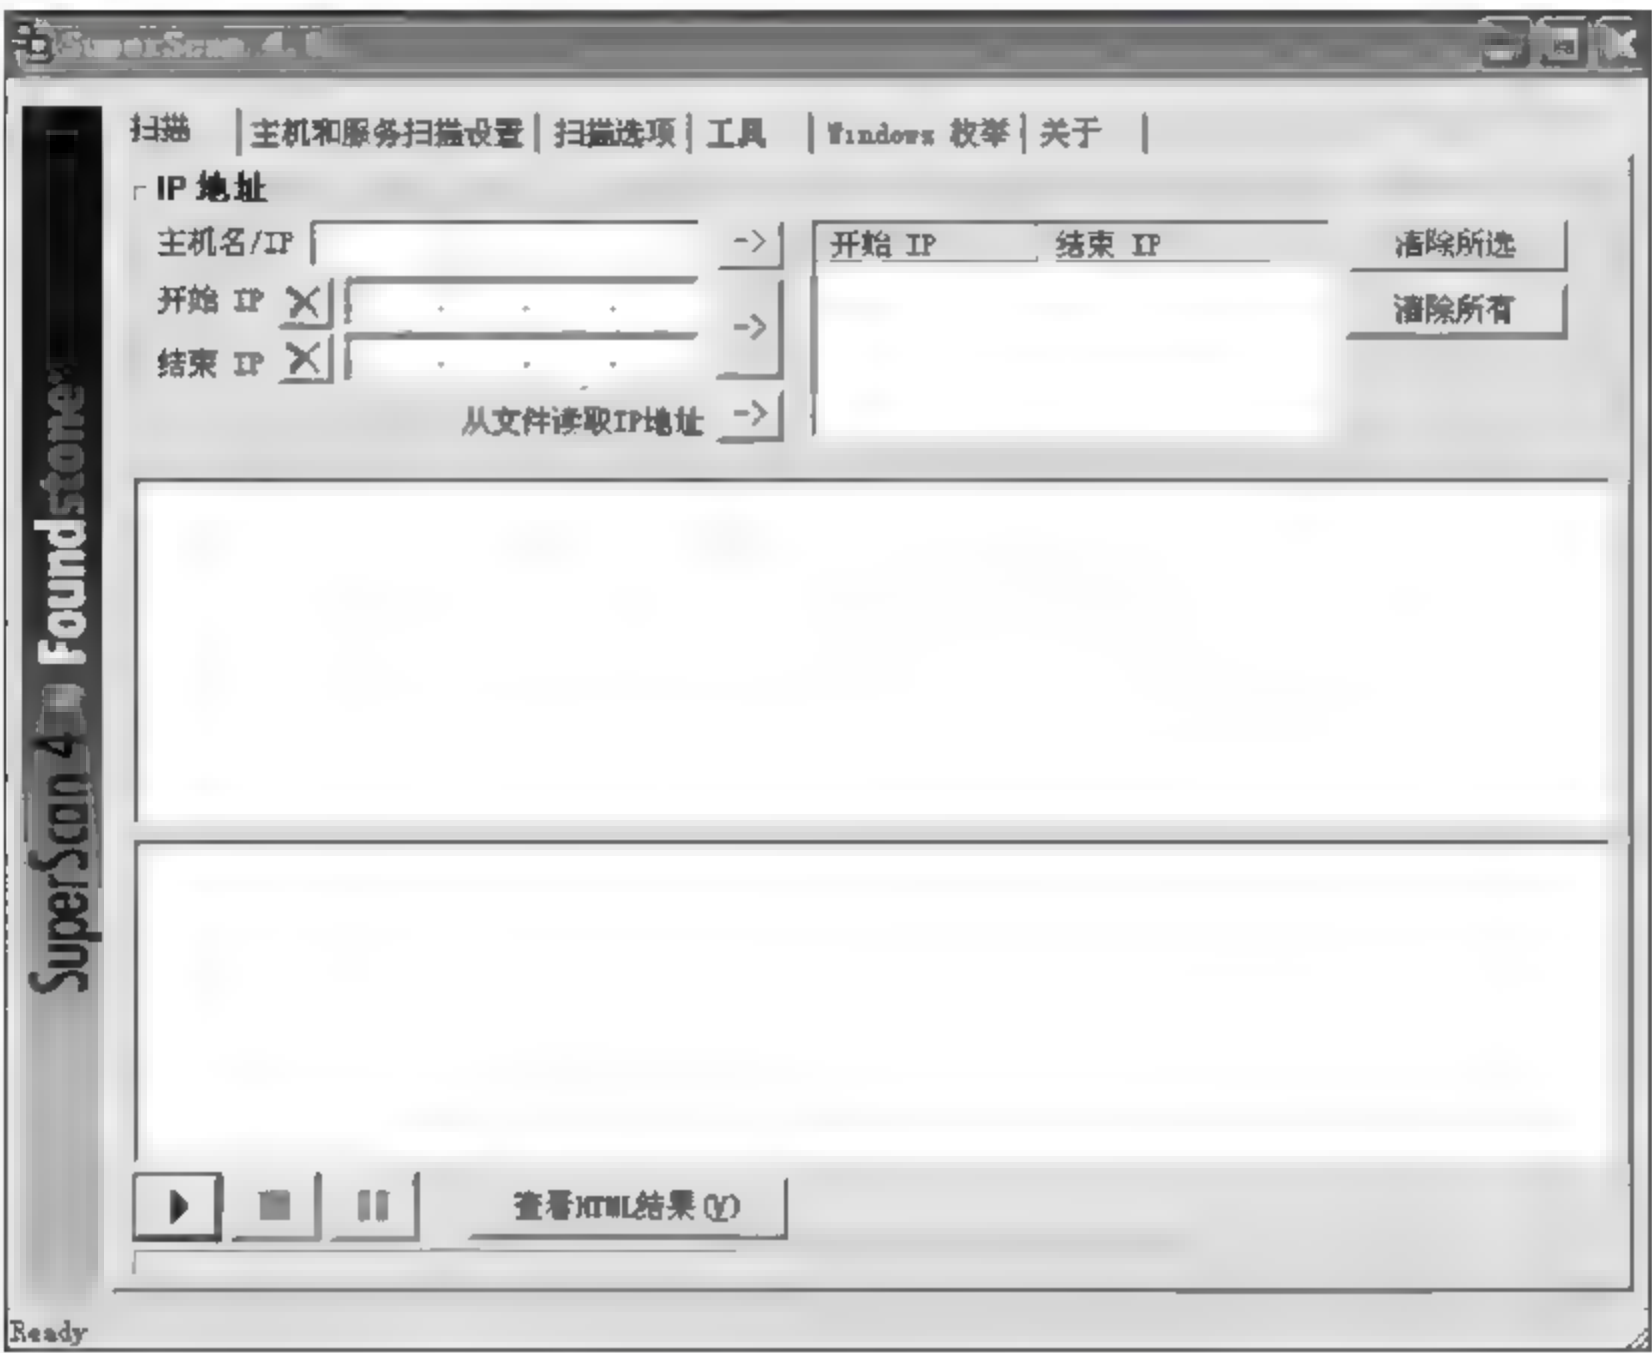 SuperScan 4.0
扫描 主机和服务扫描设置 扫描选项 工具 Windows 枚举 关于
IP 地址
主机名/IP -> 开始 IP 结束 IP 清除所选
开始 IP X . . . -> 清除所有
结束 IP X . . .
从文件读取IP地址 ->
SuperScan 4 Foundstone
查看HTML结果(V)
Ready